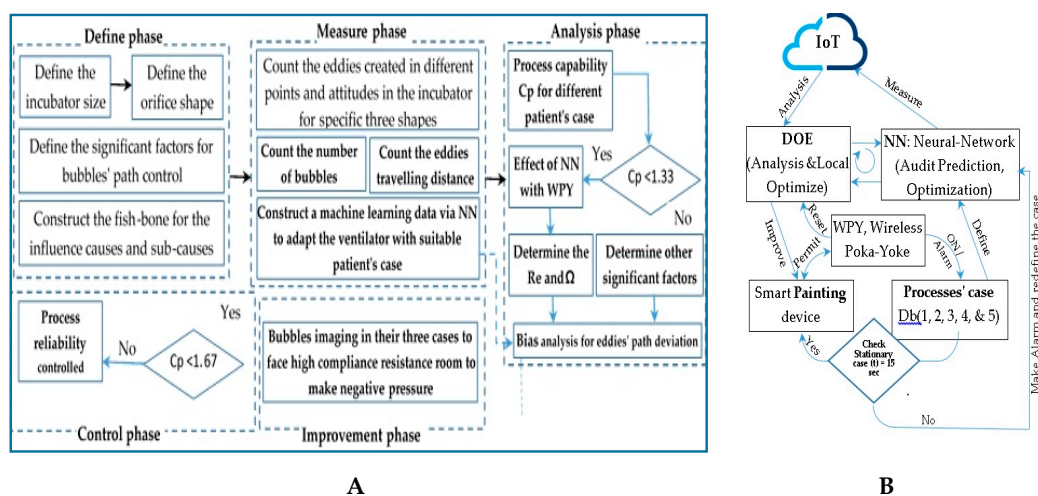 Define phase
Define the
incubator size
Define the
orifice shape
Define the significant factors for
bubbles' path control
Construct the fish-bone for the
influence causes and sub-causes
Measure phase
Count the eddies created in different
points and attitudes in the incubator
for specific three shapes
Count the number
of bubbles
Count the eddies
travelling distance
Construct a machine learning data via NN
to adapt the ventilator with suitable
patient's case
Analysis phase
Process capability
Cp for different
patient's case
Effect of NN
with WPY
Yes
Cp <1.33
No
Determine the
Re and Ω
Determine other
significant factors
Bias analysis for eddies' path deviation
Process
reliability
controlled
Yes
No
Cp <1.67
Control phase
Bubbles imaging in their three cases to
face high compliance resistance room to
make negative pressure
Improvement phase
A
IoT
Analysis
Measure
DOE
(Analysis &Local
Optimize)
NN: Neural-Network
(Audit Prediction,
Optimization)
Reset
WPY, Wireless
Poka-Yoke
Improve
Permit
ON/
Alarm
Define
Smart Painting
device
Processes' case
Db(1, 2, 3, 4, & 5)
Check
Stationary
case (t) = 15
sec
Yes
No
Make Alarm and redefine the case
B